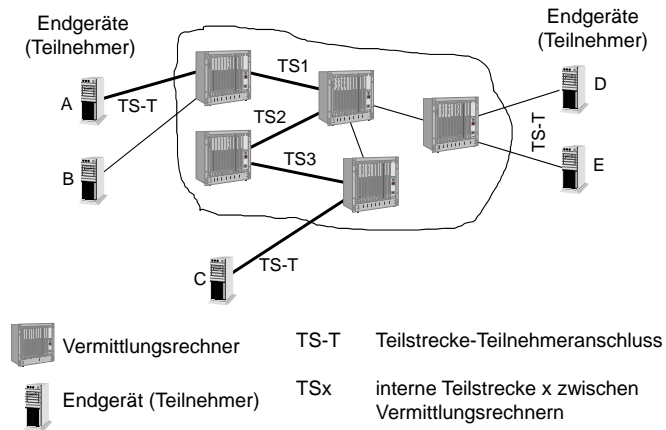 Endgeräte
(Teilnehmer)
Endgeräte
(Teilnehmer)
A
TS-T
TS1
D
TS2
TS-T
B
TS3
E
C
TS-T
Vermittlungsrechner
TS-T Teilstrecke-Teilnehmeranschluss
Endgerät (Teilnehmer)
TSx interne Teilstrecke x zwischen
Vermittlungsrechnern